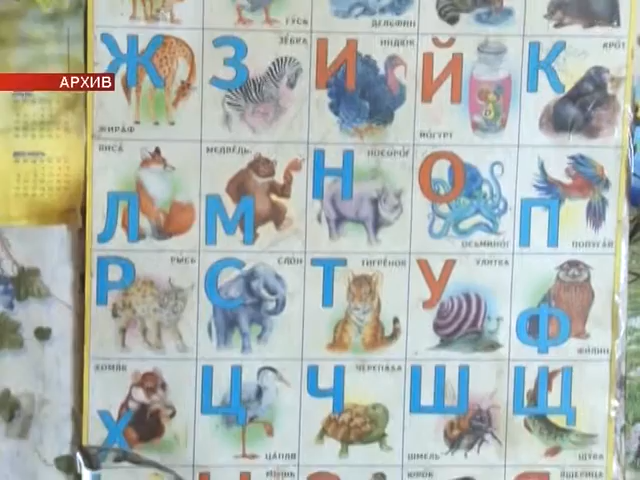 ГУСЬ ДЕЛЬФИН
АРХИВ
Ж ЗЕБРА З ИНДЮК И Й КРОТ К
ЖИРАФ ЙОГУРТ
ЛИСА МЕДВЕДЬ НОСОРОГ
Л М Н О П
ОСЬМИНОГ ПОПУГАЙ
РЫСЬ СЛОН ТИГРЁНОК УЛИТКА
Р С Т У Ф
ФИЛИН
ХОМЯК ЧЕРЕПАХА
Х Ц Ч Ш Щ
ЦАПЛЯ ШМЕЛЬ ЩУКА
ЯЩЕРИЦА